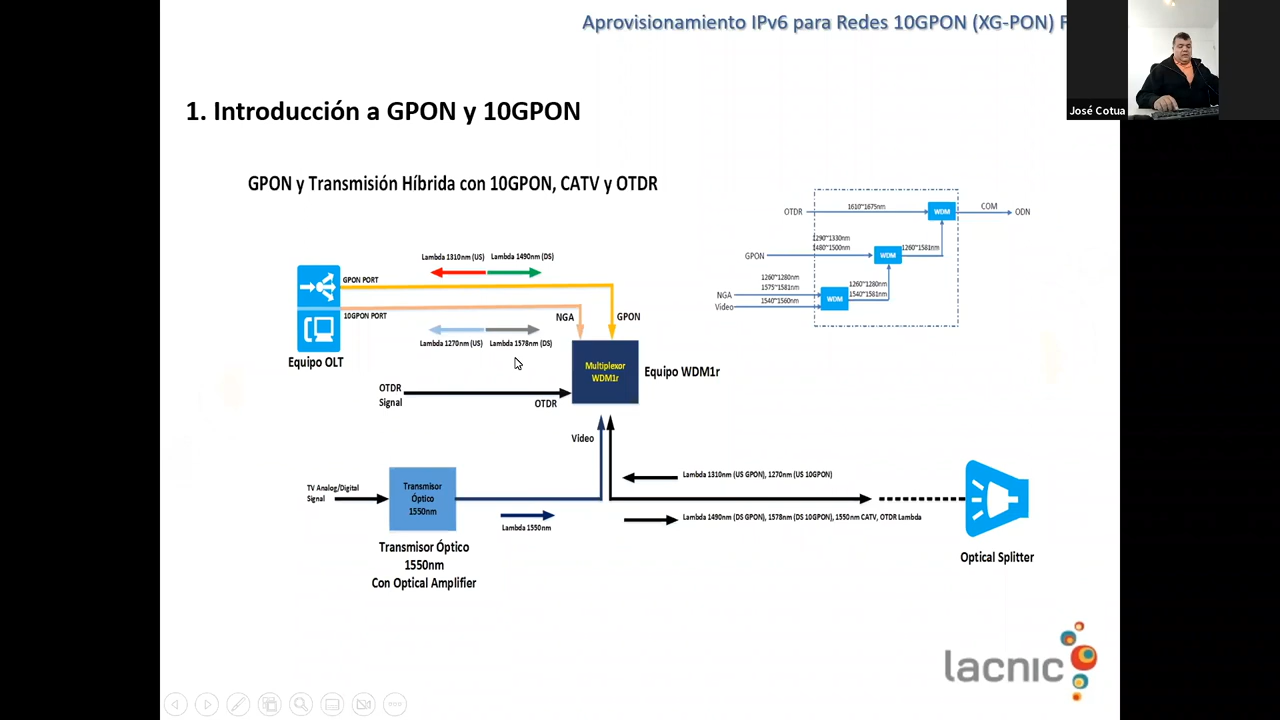 Aprovisionamiento IPv6 para Redes 10GPON (XG-PON) F
José Cotua
1. Introducción a GPON y 10GPON
GPON y Transmisión Híbrida con 10GPON, CATV y OTDR
OTDR
1610~1675nm
WDM
COM
ODN
1290~1330nm
1480~1500nm
GPON
WDM
1260~1581nm
1260~1280nm
1575~1581nm
NGA
1540~1560nm
Video
WDM
1260~1280nm
1540~1581nm
Lambda 1310nm (US)
Lambda 1490nm (DS)
GPON PORT
10GPON PORT
NGA
GPON
Lambda 1270nm (US)
Lambda 1578nm (DS)
Equipo OLT
Multiplexor
WDM1r
Equipo WDM1r
OTDR
Signal
OTDR
Video
TV Analog/Digital
Signal
Transmisor
Óptico
1550nm
Lambda 1550nm
Lambda 1310nm (US GPON), 1270nm (US 10GPON)
Lambda 1490nm (DS GPON), 1578nm (DS 10GPON), 1550nm CATV, OTDR Lambda
Optical Splitter
Transmisor Óptico
1550nm
Con Optical Amplifier
lacnic